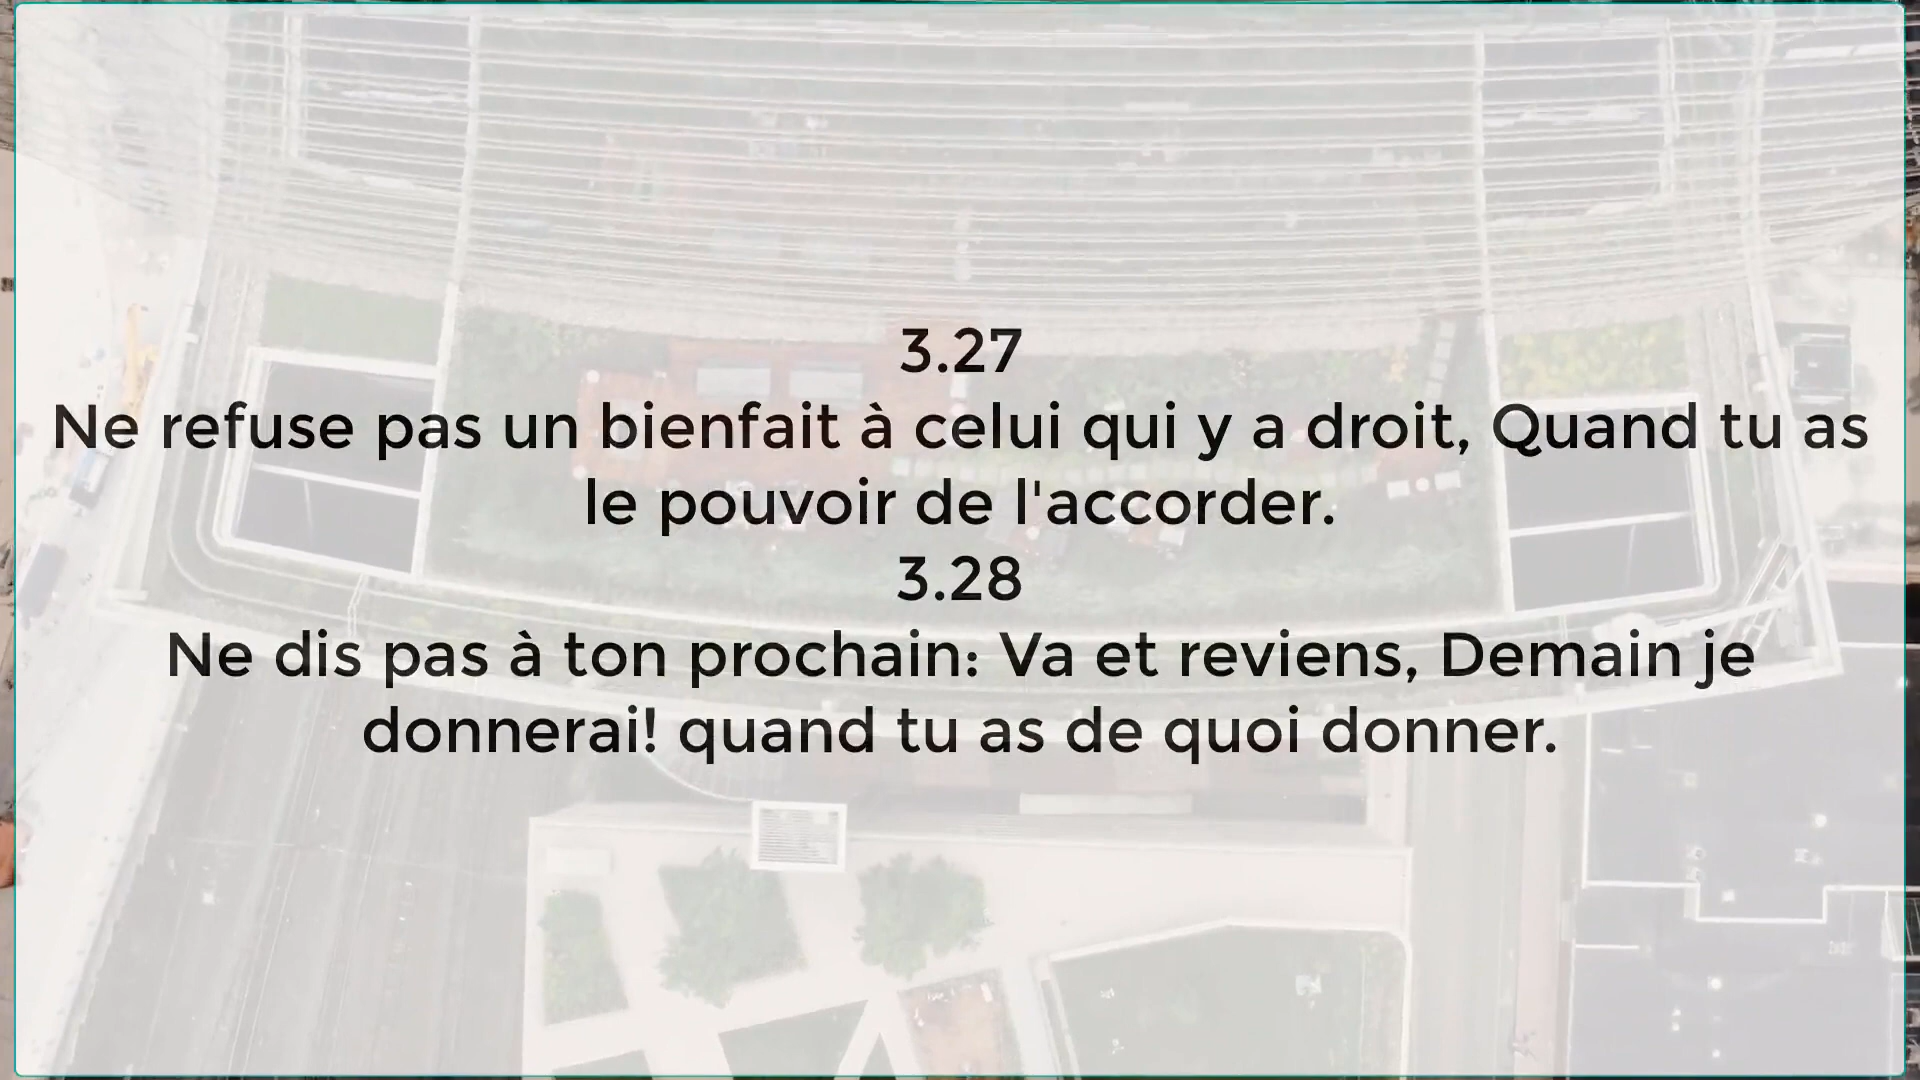 3.27
Ne refuse pas un bienfait à celui qui y a droit, Quand tu as
le pouvoir de l'accorder.
3.28
Ne dis pas à ton prochain: Va et reviens, Demain je
donnerai! quand tu as de quoi donner.